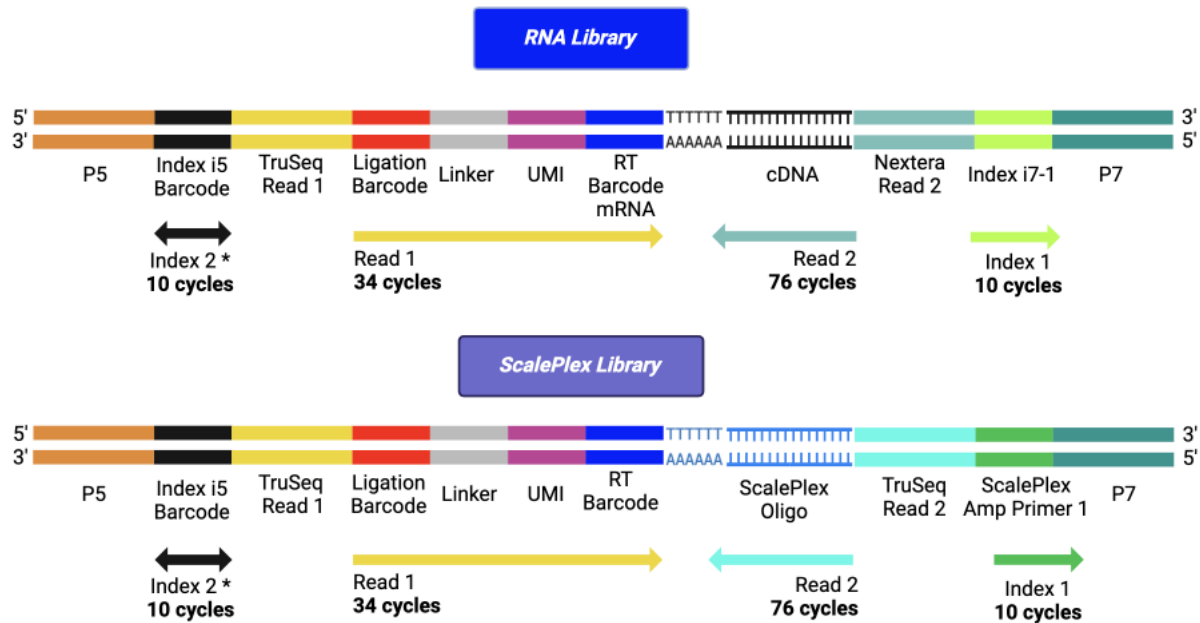 RNA Library
5' TTTTTT 3'
3' AAAAAA 5'
P5
Index i5
Barcode
TruSeq
Read 1
Ligation
Barcode
Linker
UMI
RT
Barcode
mRNA
cDNA
Nextera
Read 2
Index i7-1
P7
Index 2 *
10 cycles
Read 1
34 cycles
Read 2
76 cycles
Index 1
10 cycles
ScalePlex Library
5' TTTTTT 3'
3' AAAAAA 5'
P5
Index i5
Barcode
TruSeq
Read 1
Ligation
Barcode
Linker
UMI
RT
Barcode
ScalePlex
Oligo
TruSeq
Read 2
ScalePlex
Amp Primer 1
P7
Index 2 *
10 cycles
Read 1
34 cycles
Read 2
76 cycles
Index 1
10 cycles